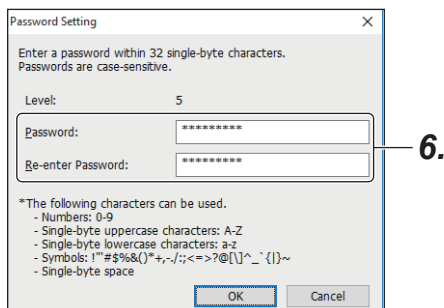 Password Setting
Enter a password within 32 single-byte characters.
Passwords are case-sensitive.
Level: 5
Password: *********
Re-enter Password: *********
6.
*The following characters can be used.
- Numbers: 0-9
- Single-byte uppercase characters: A-Z
- Single-byte lowercase characters: a-z
- Symbols: !"'#$%&()*+,-./:;<=>?@[\]^_`{|}~
- Single-byte space
OK Cancel